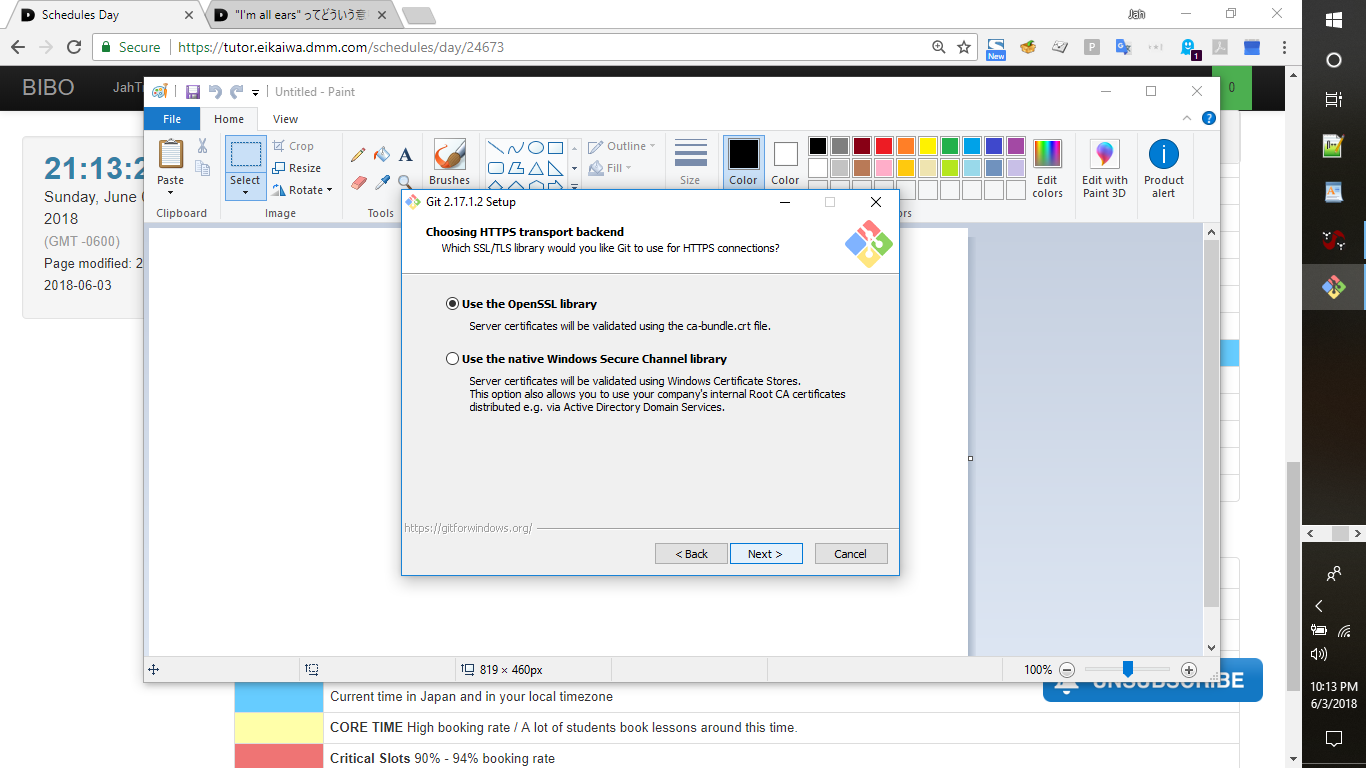 Schedules Day
"I'm all ears" ってどういう意
Jah
Secure
https://tutor.eikaiwa.dmm.com/schedules/day/24673
New
1
BIBO
JahTi
0
Untitled - Paint
File
Home
View
Paste
Select
Crop
Resize
Rotate
Brushes
Outline
Fill
Size
Color
Color
Edit colors
Edit with Paint 3D
Product alert
Clipboard
Image
Tools
ors
21:13:2
Sunday, June
2018
(GMT -0600)
Page modified: 2
2018-06-03
Git 2.17.1.2 Setup
Choosing HTTPS transport backend
Which SSL/TLS library would you like Git to use for HTTPS connections?
Use the OpenSSL library
Server certificates will be validated using the ca-bundle.crt file.
Use the native Windows Secure Channel library
Server certificates will be validated using Windows Certificate Stores.
This option also allows you to use your company's internal Root CA certificates
distributed e.g. via Active Directory Domain Services.
https://gitforwindows.org/
< Back
Next >
Cancel
819 × 460px
100%
UNSUBSCRIBE
Current time in Japan and in your local timezone
CORE TIME High booking rate / A lot of students book lessons around this time.
Critical Slots 90% - 94% booking rate
10:13 PM
6/3/2018